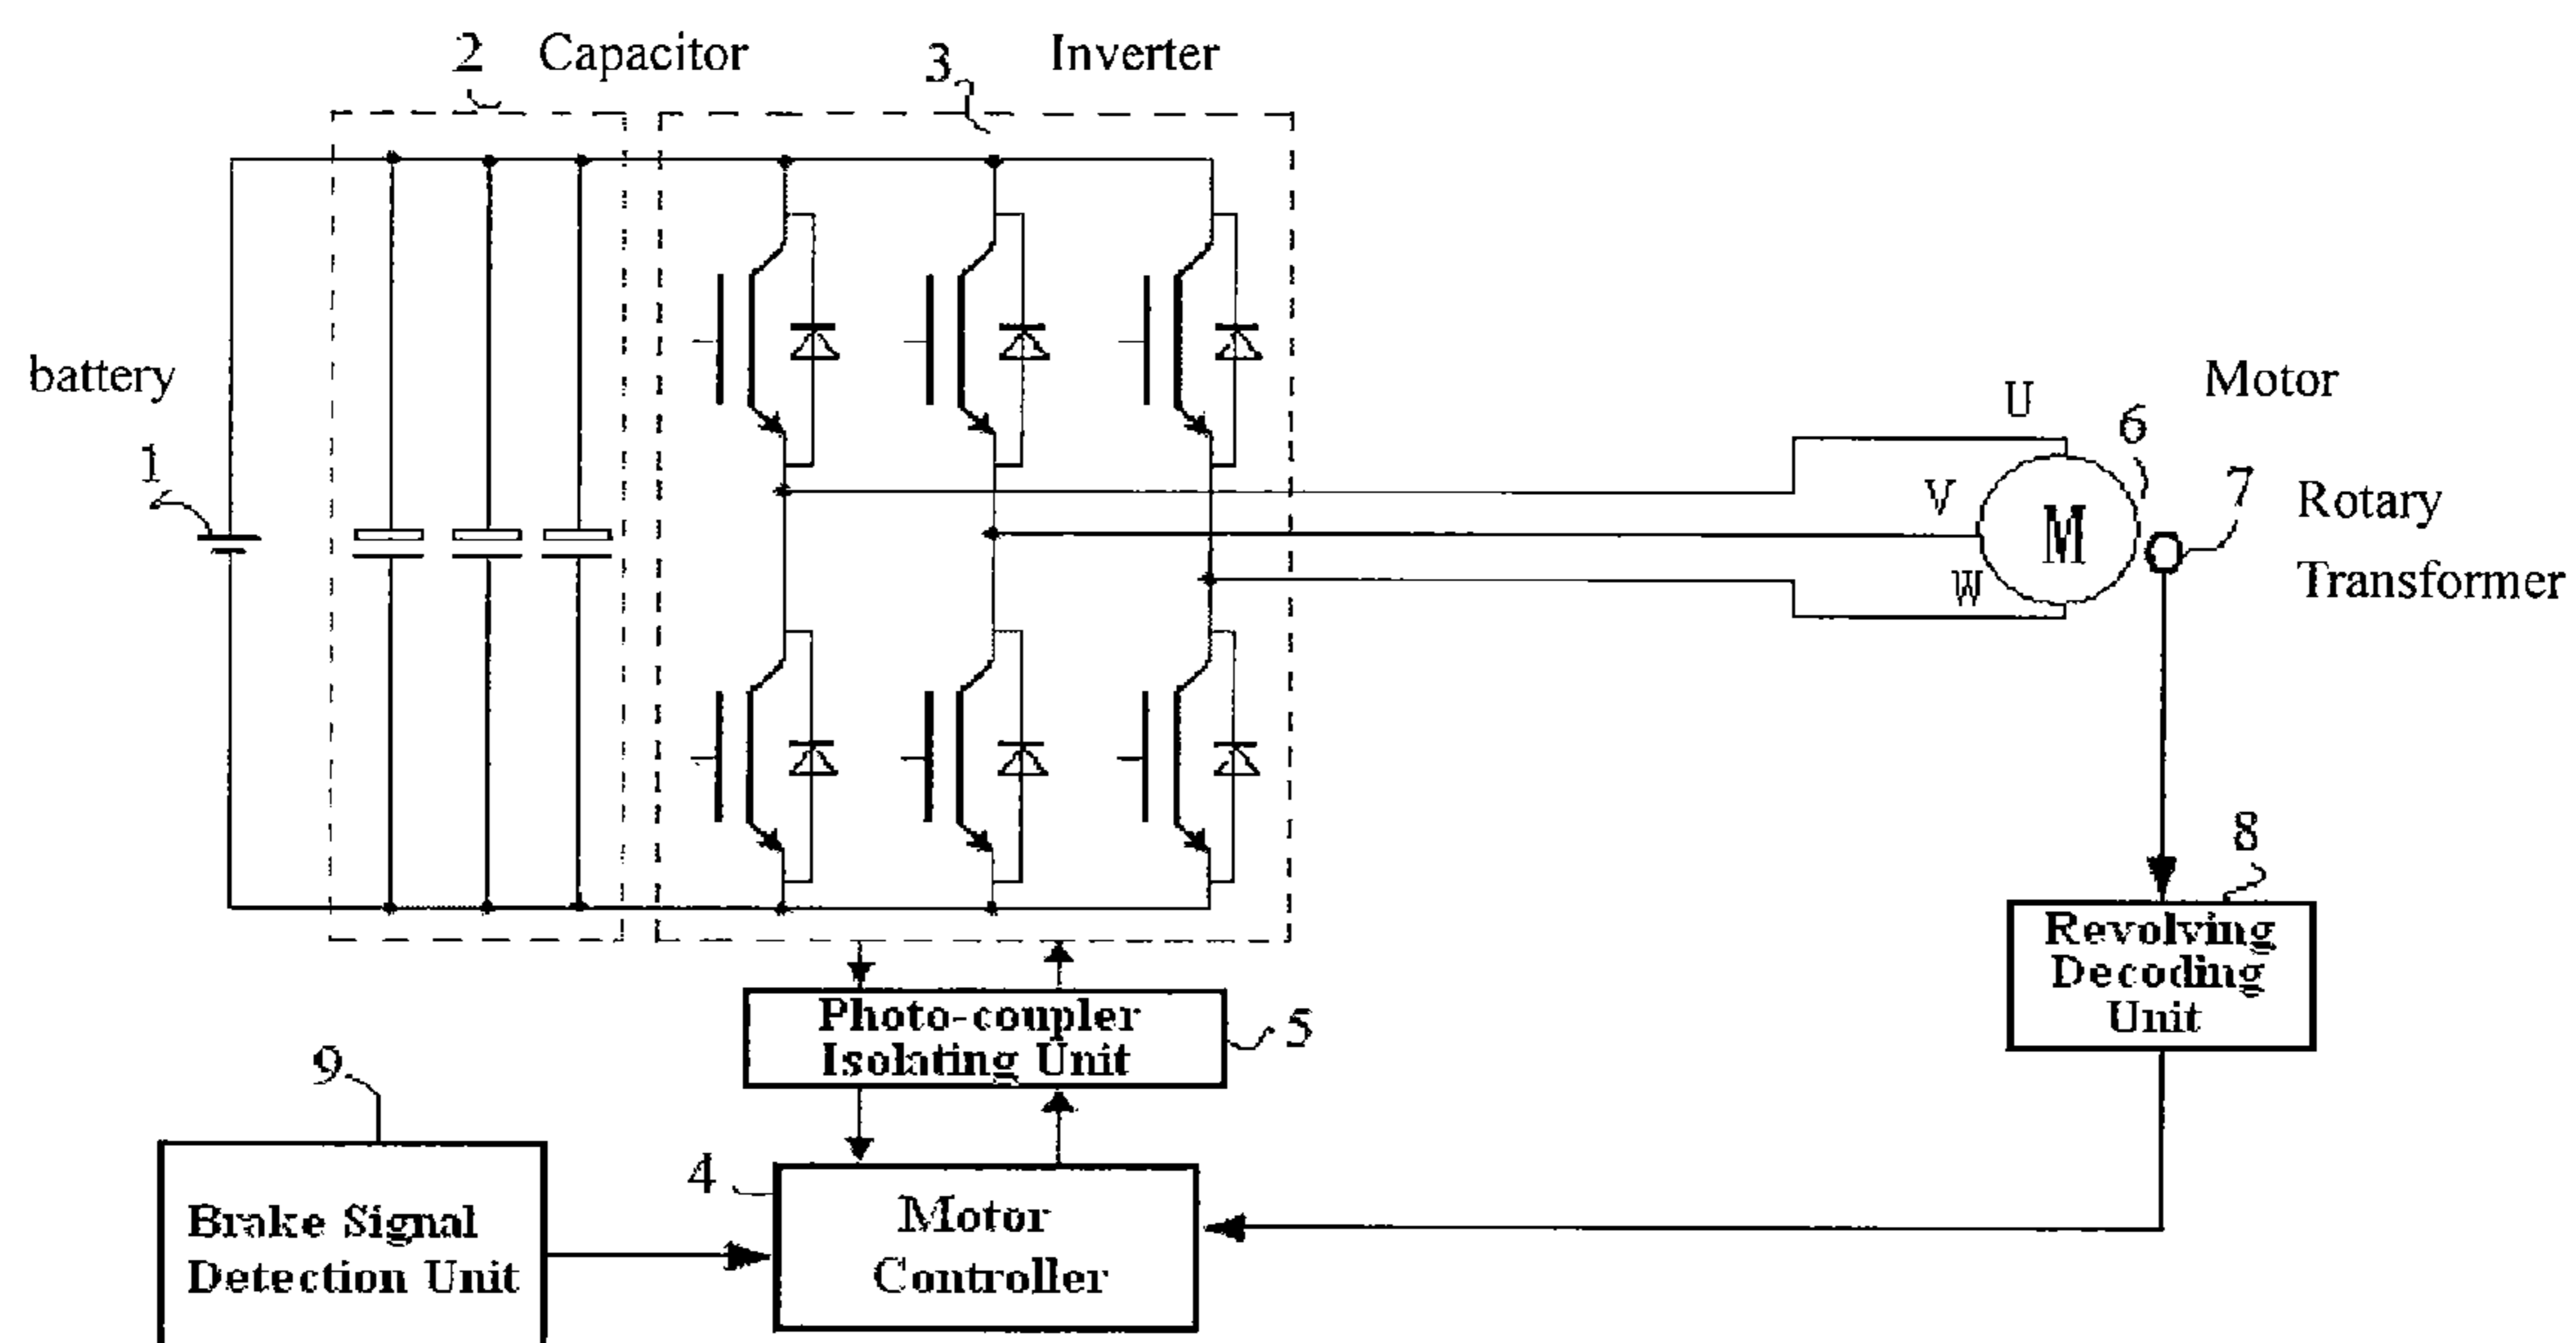 2 Capacitor
3 Inverter
battery
1
U
Motor
6
V
M
7
Rotary
Transformer
W
8
Revolving
Decoding
Unit
Photo-coupler
Isolating Unit
5
9
4
Motor
Controller
Brake Signal
Detection Unit